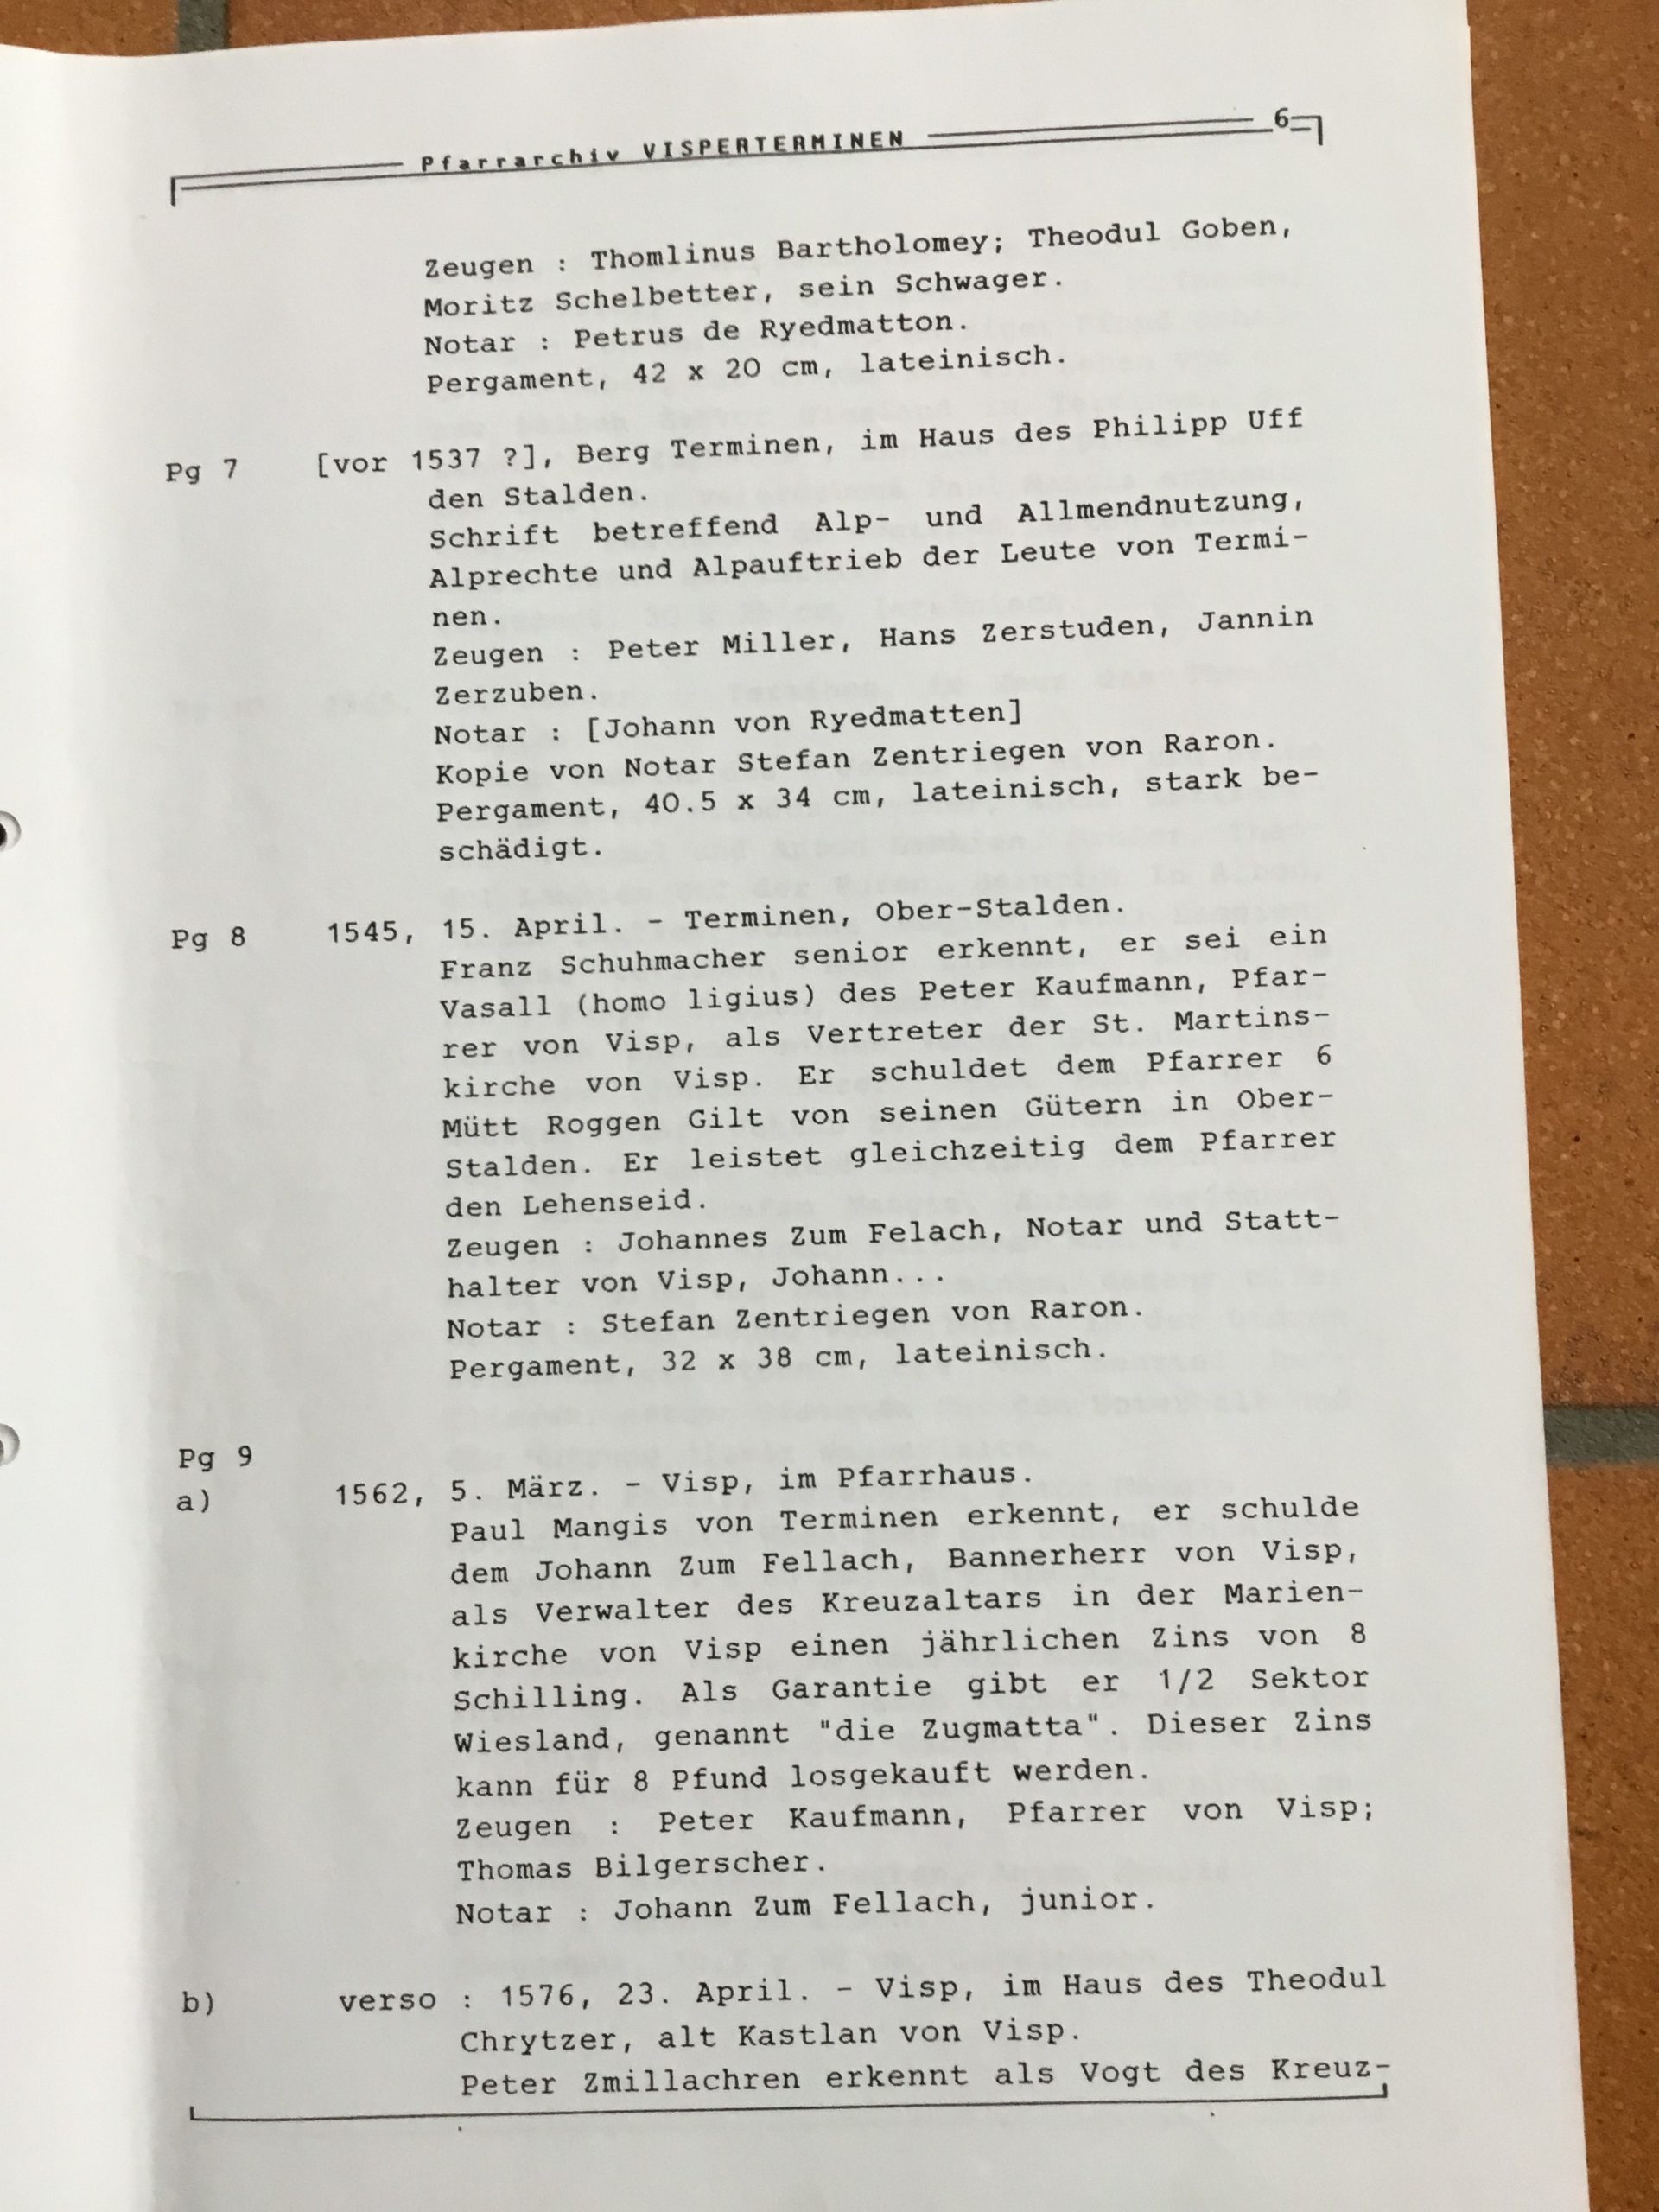 Pfarrarchiv VISPERTERMINEN 6
Zeugen : Thomlinus Bartholomey; Theodul Goben,
Moritz Schelbetter, sein Schwager.
Notar : Petrus de Ryedmatton.
Pergament, 42 x 20 cm, lateinisch.
Pg 7 [vor 1537 ?], Berg Terminen, im Haus des Philipp Uff
den Stalden.
Schrift betreffend Alp- und Allmendnutzung,
Alprechte und Alpauftrieb der Leute von Termi-
nen.
Zeugen : Peter Miller, Hans Zerstuden, Jannin
Zerzuben.
Notar : [Johann von Ryedmatten]
Kopie von Notar Stefan Zentriegen von Raron.
Pergament, 40.5 x 34 cm, lateinisch, stark be-
schädigt.
Pg 8 1545, 15. April. - Terminen, Ober-Stalden.
Franz Schuhmacher senior erkennt, er sei ein
Vasall (homo ligius) des Peter Kaufmann, Pfar-
rer von Visp, als Vertreter der St. Martins-
kirche von Visp. Er schuldet dem Pfarrer 6
Mütt Roggen Gilt von seinen Gütern in Ober-
Stalden. Er leistet gleichzeitig dem Pfarrer
den Lehenseid.
Zeugen : Johannes Zum Felach, Notar und Statt-
halter von Visp, Johann...
Notar : Stefan Zentriegen von Raron.
Pergament, 32 x 38 cm, lateinisch.
Pg 9
a) 1562, 5. März. - Visp, im Pfarrhaus.
Paul Mangis von Terminen erkennt, er schulde
dem Johann Zum Fellach, Bannerherr von Visp,
als Verwalter des Kreuzaltars in der Marien-
kirche von Visp einen jährlichen Zins von 8
Schilling. Als Garantie gibt er 1/2 Sektor
Wiesland, genannt "die Zugmatta". Dieser Zins
kann für 8 Pfund losgekauft werden.
Zeugen : Peter Kaufmann, Pfarrer von Visp;
Thomas Bilgerscher.
Notar : Johann Zum Fellach, junior.
b) verso : 1576, 23. April. - Visp, im Haus des Theodul
Chrytzer, alt Kastlan von Visp.
Peter Zmillachren erkennt als Vogt des Kreuz-